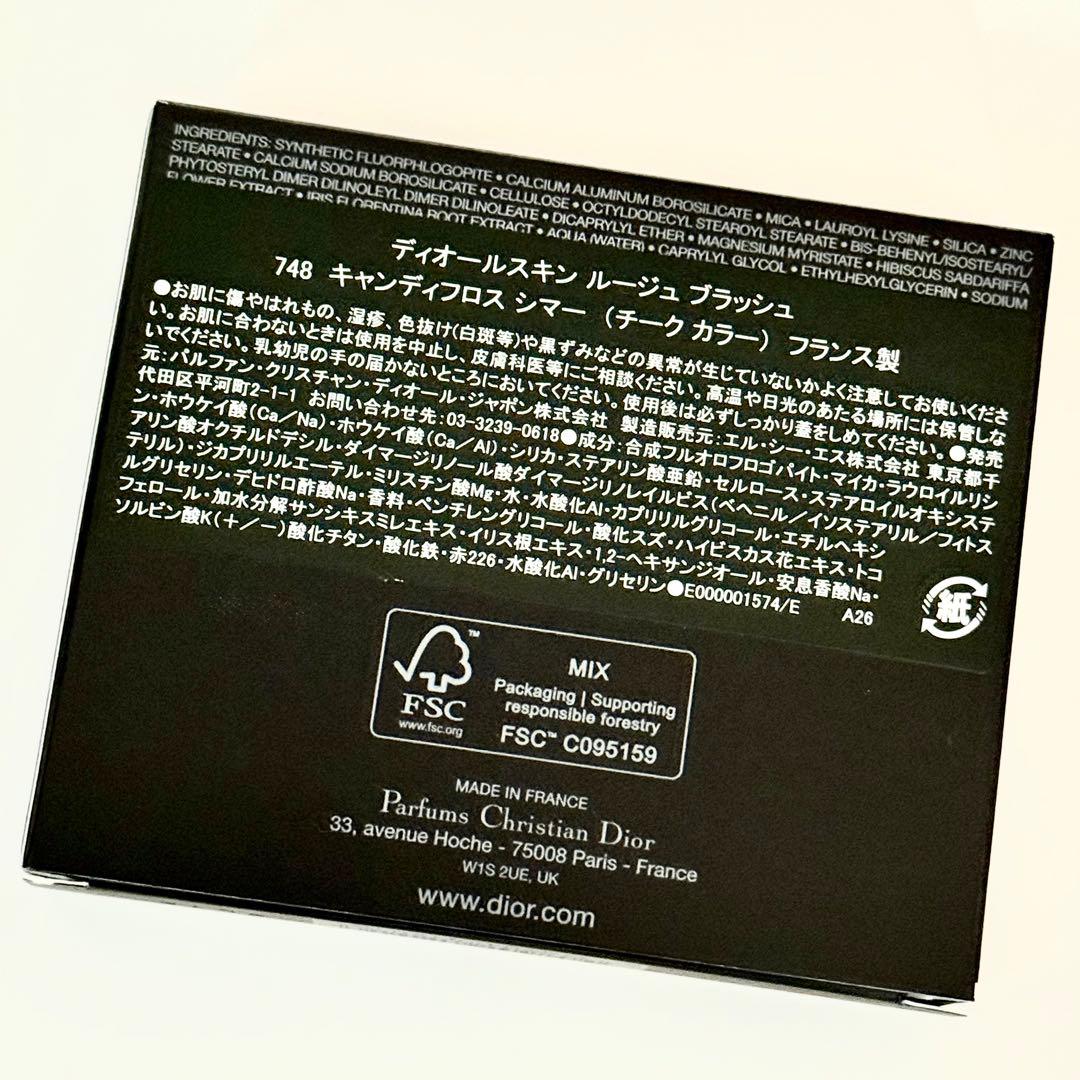 INGREDIENTS: SYNTHETIC FLUORPHLOGOPITE • CALCIUM ALUMINUM BOROSILICATE • MICA • LAUROYL LYSINE • SILICA • ZINC
STEARATE • CALCIUM SODIUM BOROSILICATE • CELLULOSE • OCTYLDODECYL STEAROYL STEARATE • BIS-BEHENYL/ISOSTEARYL/
PHYTOSTERYL DIMER DILINOLEYL DIMER DILINOLEATE • DICAPRYLYL ETHER • MAGNESIUM MYRISTATE • HIBISCUS SABDARIFFA
FLOWER EXTRACT • IRIS FLORENTINA ROOT EXTRACT • AQUA (WATER) • CAPRYLYL GLYCOL • ETHYLHEXYLGLYCERIN • SODIUM
ディオールスキン ルージュ ブラッシュ
748 キャンディフロス シマー (チーク カラー) フランス製
●お肌に傷やはれもの、湿疹、色抜け(白斑等)や黒ずみなどの異常が生じていないかよく注意してお使いくださ
い。お肌に合わないときは使用を中止し、皮膚科医等にご相談ください。高温や日光のあたる場所には保管しな
いでください。乳幼児の手の届かないところにおいてください。使用後は必ずしっかり蓋をしめてください。●発売
元:パルファン・クリスチャン・ディオール・ジャポン株式会社 製造販売元:エル・シー・エス株式会社 東京都千
代田区平河町2-1-1 お問い合わせ先:03-3239-0618●成分:合成フルオロフロゴパイト・マイカ・ラウロイルリシ
ン・ホウケイ酸(Ca/Na)・ホウケイ酸(Ca/Al)・シリカ・ステアリン酸亜鉛・セルロース・ステアロイルオキシステ
アリン酸オクチルドデシル・ダイマージリノール酸ダイマージリノレイルビス(ベヘニル/イソステアリル/フィトス
テリル)・ジカプリリルエーテル・ミリスチン酸Mg・水・水酸化Al・カプリリルグリコール・エチルヘキシ
ルグリセリン・デヒドロ酢酸Na・香料・ペンチレングリコール・酸化スズ・ハイビスカス花エキス・トコ
フェロール・加水分解サンシキスミレエキス・イリス根エキス・1,2-ヘキサンジオール・安息香酸Na・
ソルビン酸K(+/-)酸化チタン・酸化鉄・赤226・水酸化Al・グリセリン●E000001574/E A26
紙
FSC™
www.fsc.org
MIX
Packaging | Supporting
responsible forestry
FSC™ C095159
MADE IN FRANCE
Parfums Christian Dior
33, avenue Hoche - 75008 Paris - France
W1S 2UE, UK
www.dior.com